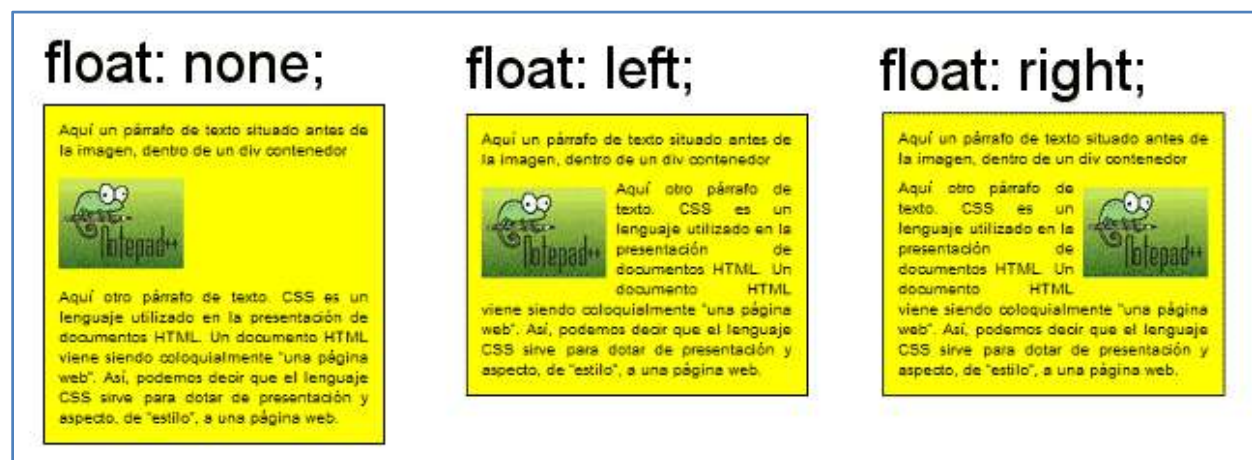 float: none;
Aquí un párrafo de texto situado antes de
la imagen, dentro de un div contenedor
Notepad++
Aquí otro párrafo de texto. CSS es un
lenguaje utilizado en la presentación de
documentos HTML. Un documento HTML
viene siendo coloquialmente "una página
web". Así, podemos decir que el lenguaje
CSS sirve para dotar de presentación y
aspecto, de "estilo", a una página web.
float: left;
Aquí un párrafo de texto situado antes de
la imagen, dentro de un div contenedor
Notepad++
Aquí otro párrafo de
texto. CSS es un
lenguaje utilizado en la
presentación de
documentos HTML. Un
documento HTML
viene siendo coloquialmente "una página
web". Así, podemos decir que el lenguaje
CSS sirve para dotar de presentación y
aspecto, de "estilo", a una página web.
float: right;
Aquí un párrafo de texto situado antes de
la imagen, dentro de un div contenedor
Aquí otro párrafo de
texto. CSS es un
lenguaje utilizado en la
presentación de
documentos HTML. Un
documento HTML
Notepad++
viene siendo coloquialmente "una página
web". Así, podemos decir que el lenguaje
CSS sirve para dotar de presentación y
aspecto, de "estilo", a una página web.